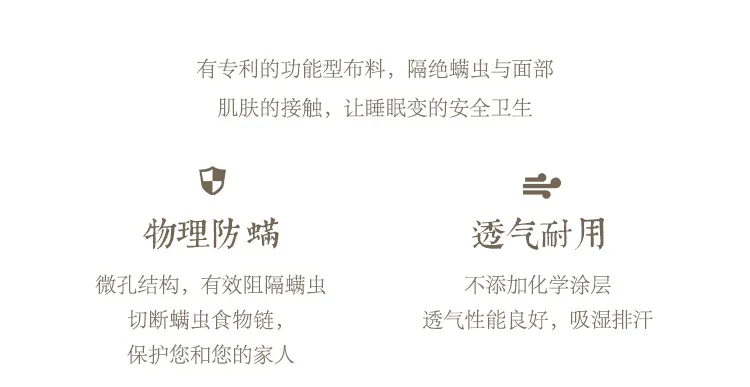 有专利的功能型布料，隔绝螨虫与面部
肌肤的接触，让睡眠变的安全卫生
物理防螨
微孔结构，有效阻隔螨虫
切断螨虫食物链，
保护您和您的家人
透气耐用
不添加化学涂层
透气性能良好，吸湿排汗